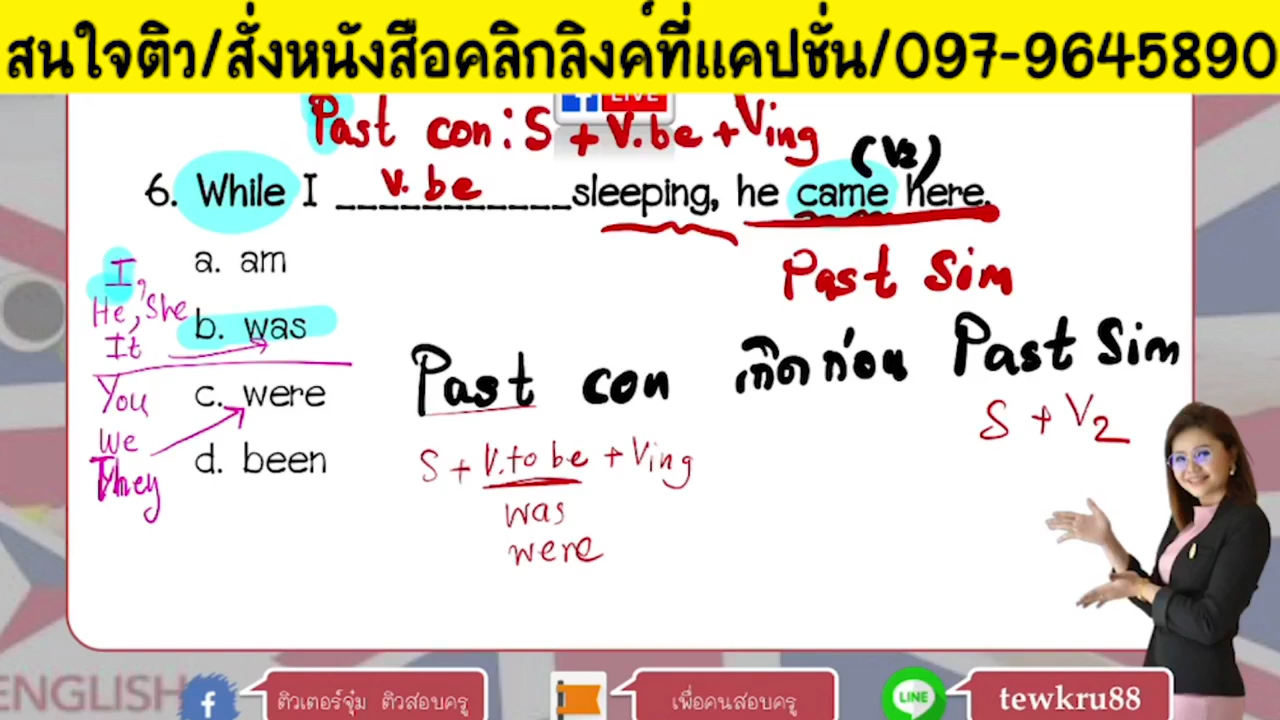 สนใจติว/สั่งหนังสือคลิกลิงค์ที่แคปชั่น/097-9645890
LIVE
Past con: S + V.be + Ving
(V2)
6. While I ___________sleeping, he came here.
v. be
Past Sim
a. am
b. was
c. were
d. been
I,
He, She
It
You
We
They
Past con เกิดก่อน Past Sim
S + V2
S + V.to be + Ving
was
were
ENGLISH
ติวเตอร์จุ๋ม ติวสอบครู
เพื่อคนสอบครู
LINE
tewkru88